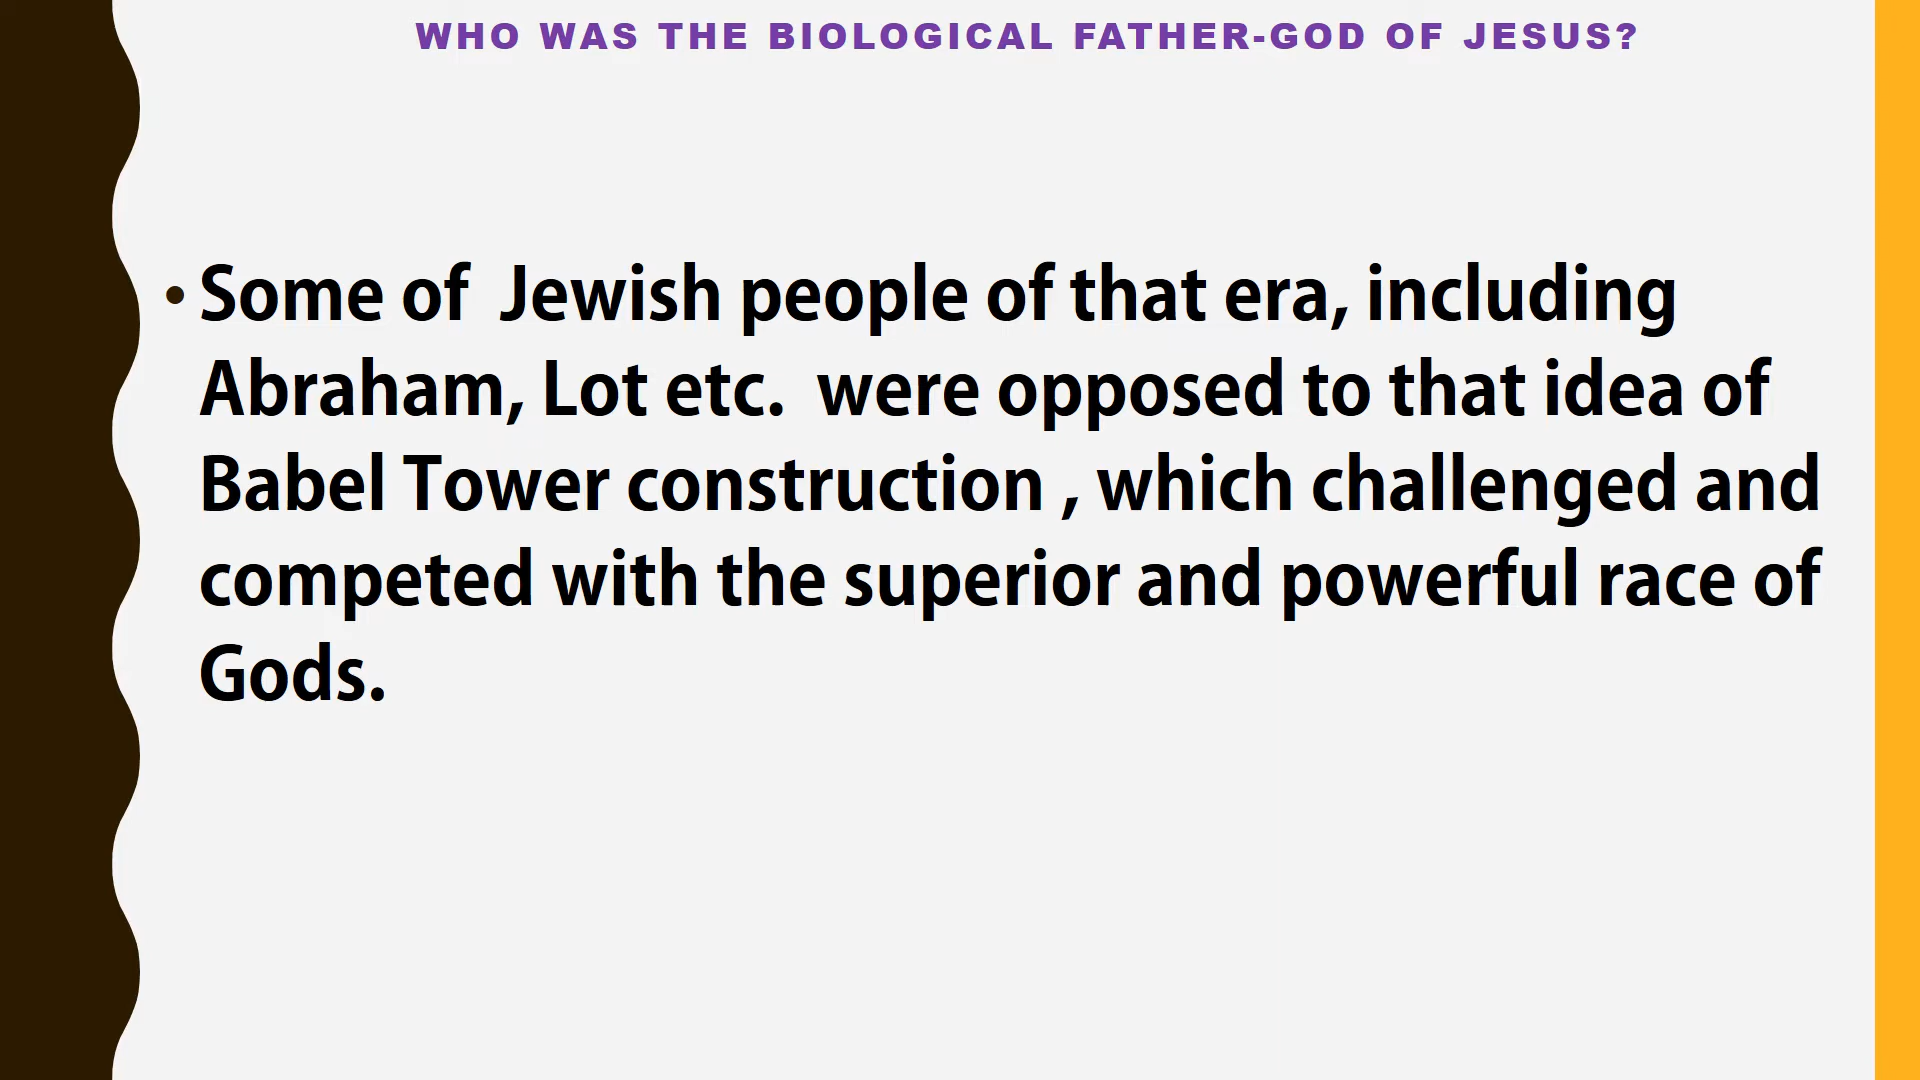 WHO WAS THE BIOLOGICAL FATHER-GOD OF JESUS?
• Some of  Jewish people of that era, including
Abraham, Lot etc.  were opposed to that idea of
Babel Tower construction , which challenged and
competed with the superior and powerful race of
Gods.